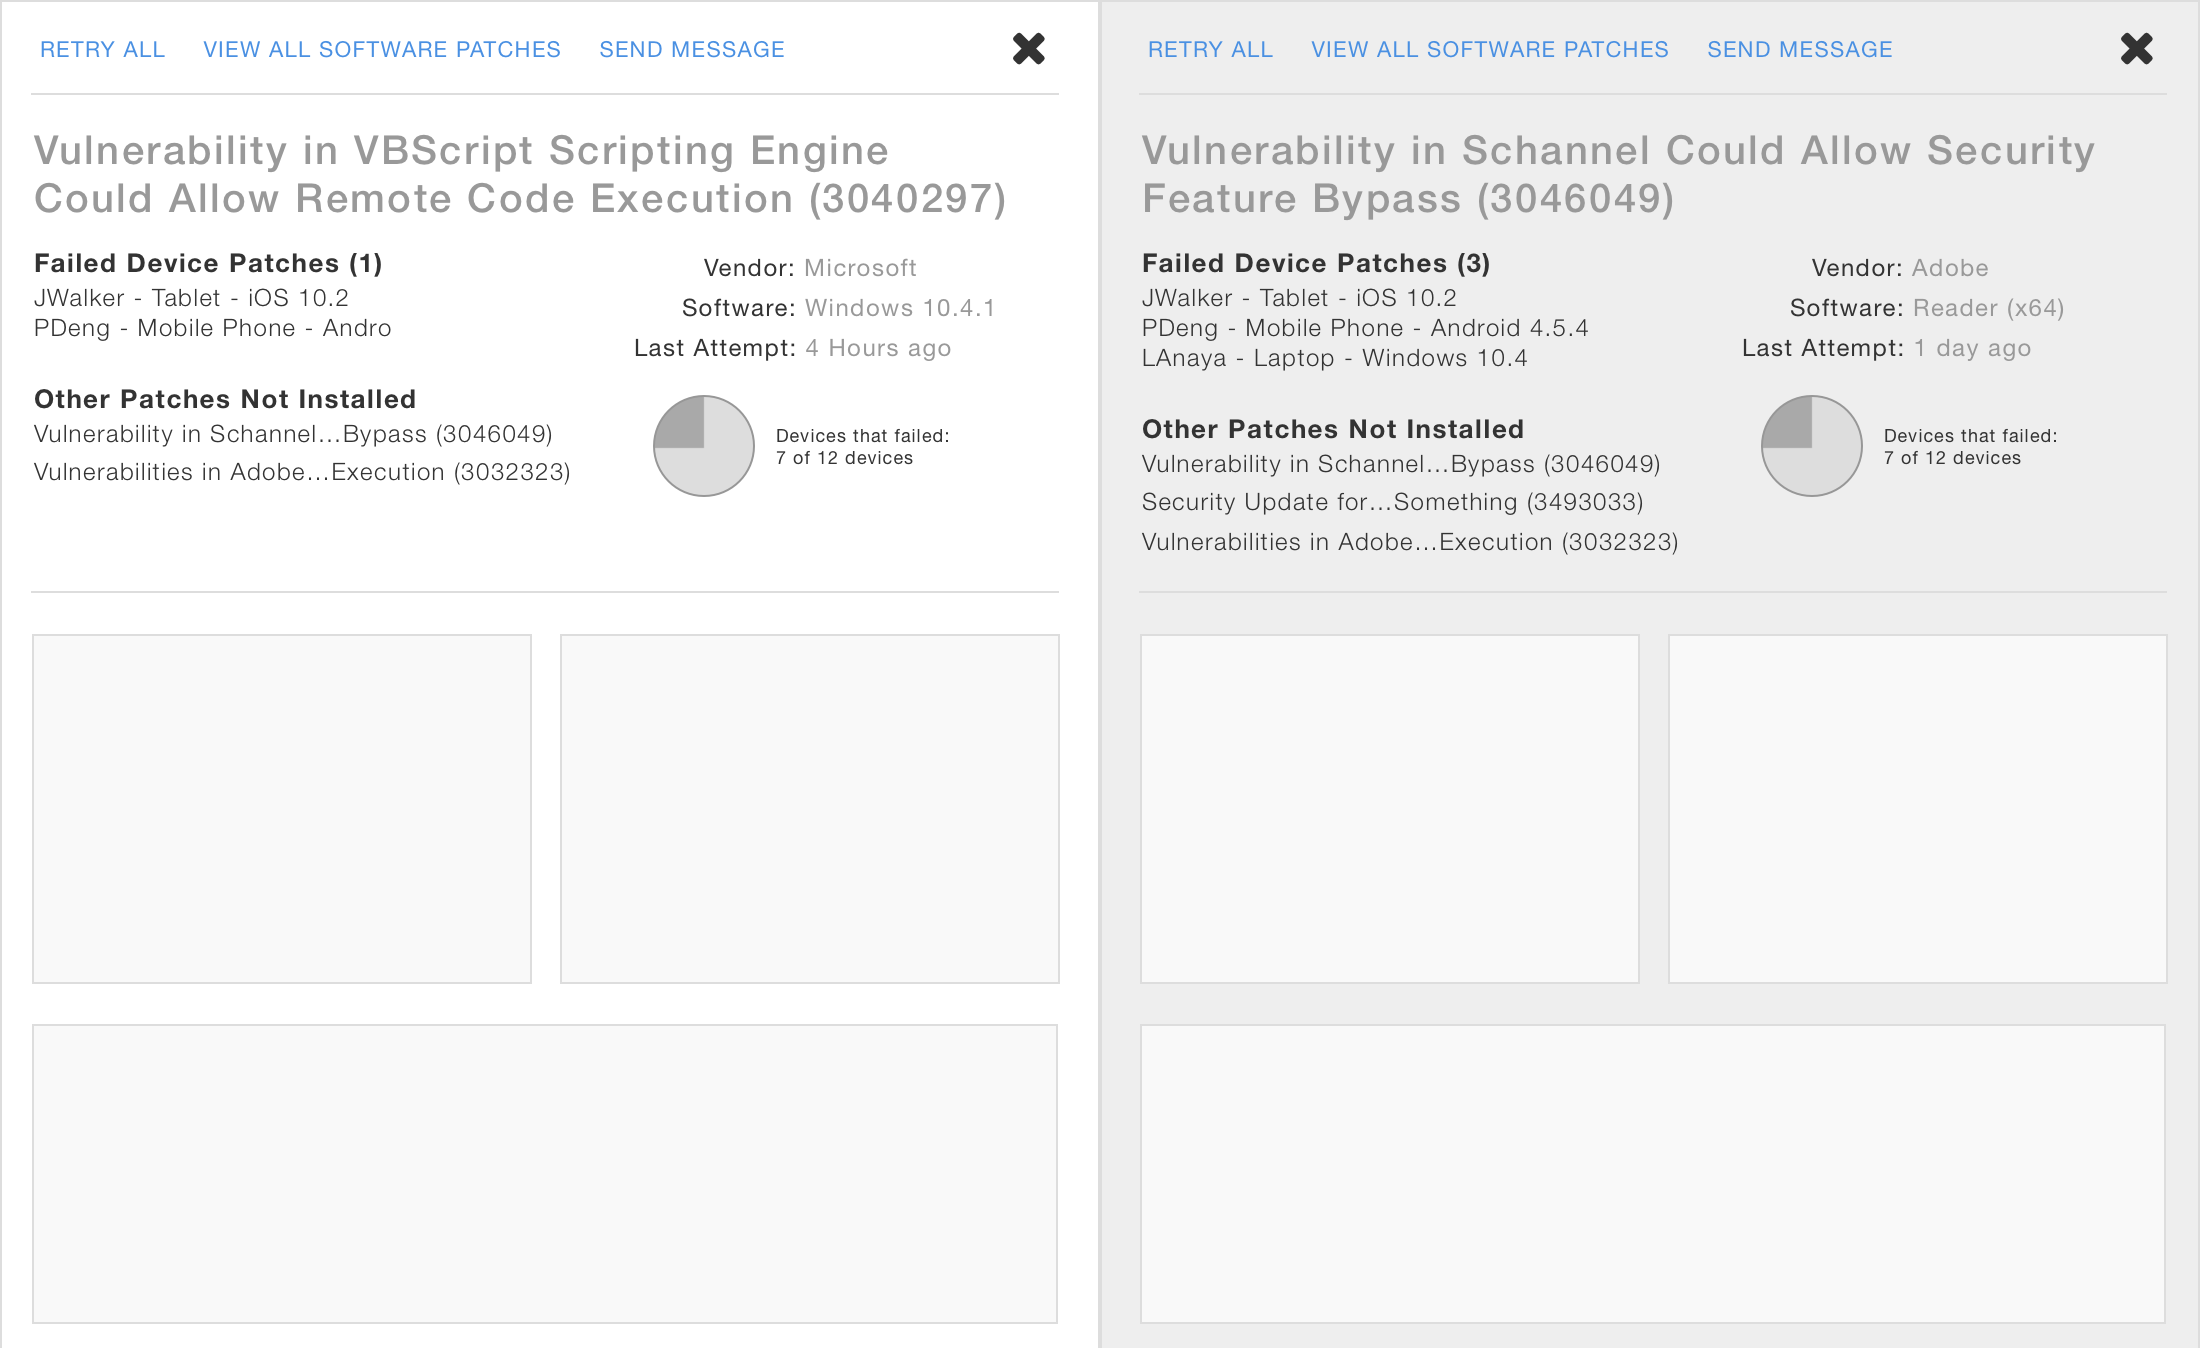 RETRY ALL VIEW ALL SOFTWARE PATCHES SEND MESSAGE
Vulnerability in VBScript Scripting Engine
Could Allow Remote Code Execution (3040297)
Failed Device Patches (1)
JWalker - Tablet - iOS 10.2
PDeng - Mobile Phone - Andro
Vendor: Microsoft
Software: Windows 10.4.1
Last Attempt: 4 Hours ago
Other Patches Not Installed
Vulnerability in Schannel...Bypass (3046049)
Vulnerabilities in Adobe...Execution (3032323)
Devices that failed:
7 of 12 devices
RETRY ALL VIEW ALL SOFTWARE PATCHES SEND MESSAGE
Vulnerability in Schannel Could Allow Security
Feature Bypass (3046049)
Failed Device Patches (3)
JWalker - Tablet - iOS 10.2
PDeng - Mobile Phone - Android 4.5.4
LAnaya - Laptop - Windows 10.4
Vendor: Adobe
Software: Reader (x64)
Last Attempt: 1 day ago
Other Patches Not Installed
Vulnerability in Schannel...Bypass (3046049)
Security Update for...Something (3493033)
Vulnerabilities in Adobe...Execution (3032323)
Devices that failed:
7 of 12 devices